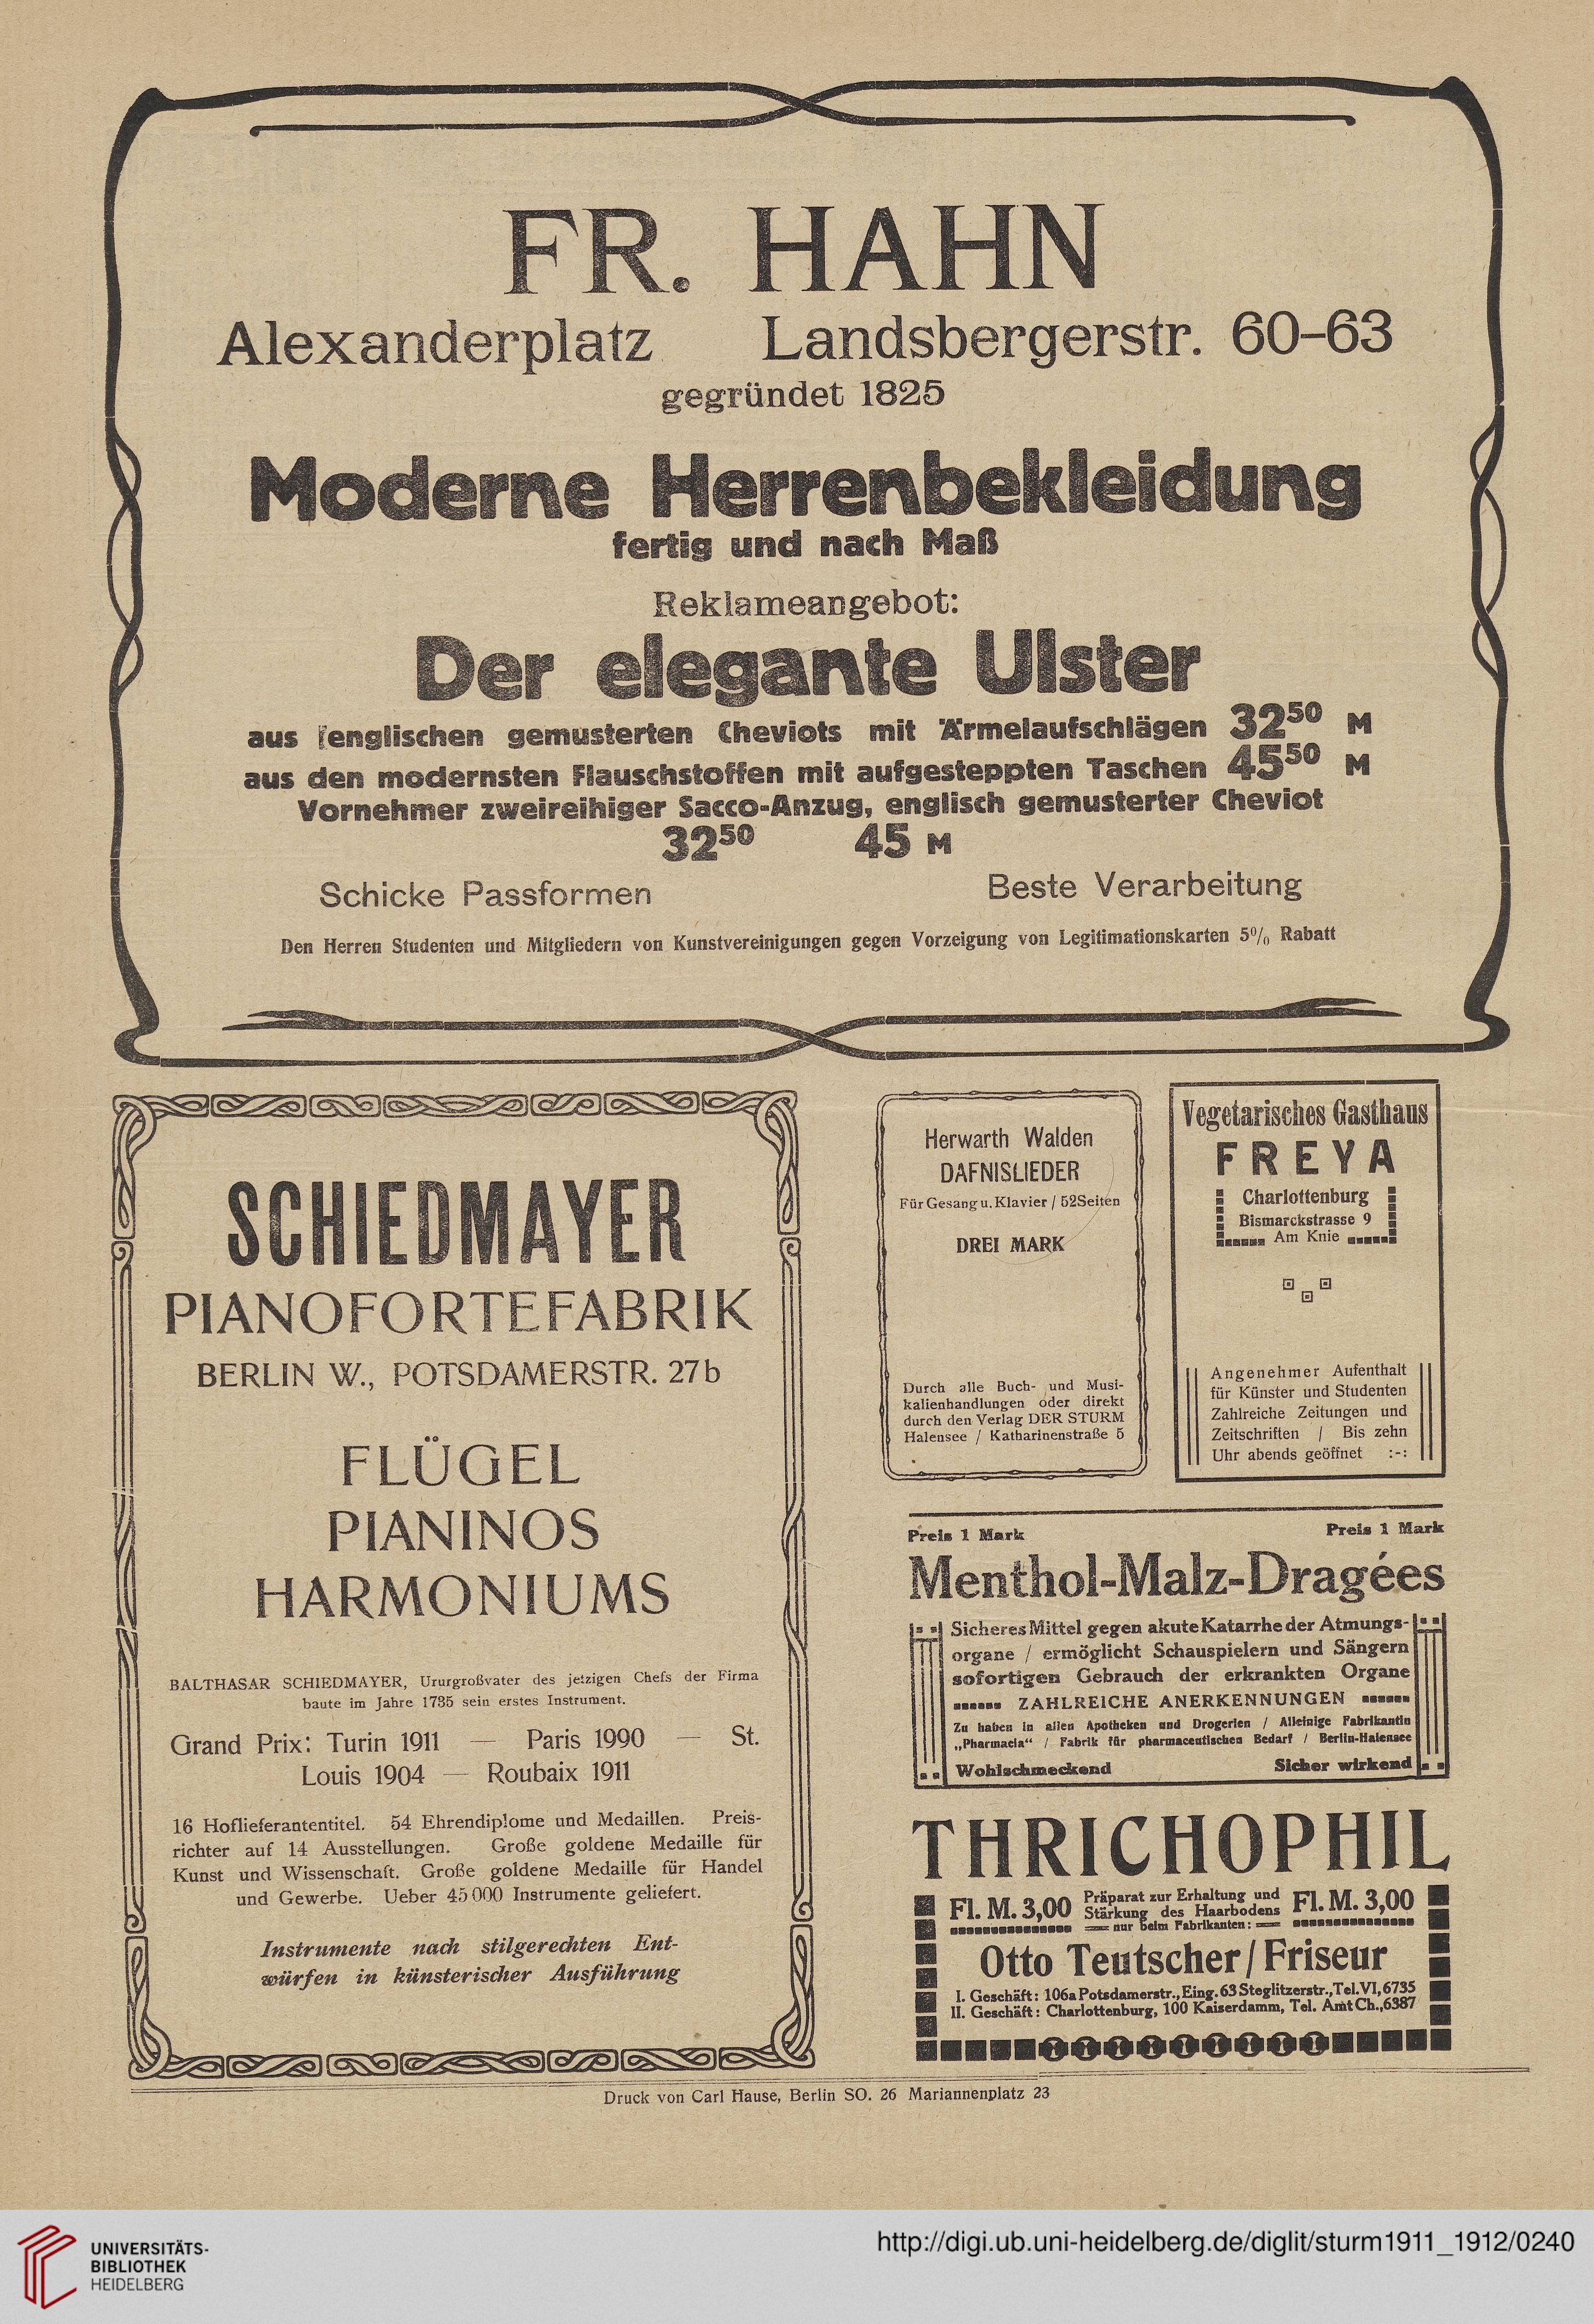 FR. HAHN
Alexanderplatz Landsbergerstr. 60–63
gegründet 1825
Moderne Herrenbekleidung
fertig und nach Maß
Reklameangebot:
Der elegante Ulster
aus englischen gemusterten Cheviots mit Ärmelaufschlägen 32⁵⁰ M
aus den modernsten Flauschstoffen mit aufgesteppten Taschen 45⁵⁰ M
Vornehmer zweireihiger Sacco-Anzug, englisch gemusterter Cheviot
32⁵⁰ 45 M
Schicke Passformen Beste Verarbeitung
Den Herren Studenten und Mitgliedern von Kunstvereinigungen gegen Vorzeigung von Legitimationskarten 5⁰/₀ Rabatt
SCHIEDMAYER
PIANOFORTEFABRIK
BERLIN W., POTSDAMERSTR. 27b
FLÜGEL
PIANINOS
HARMONIUMS
BALTHASAR SCHIEDMAYER, Ururgroßvater des jetzigen Chefs der Firma
baute im Jahre 1735 sein erstes Instrument.
Grand Prix: Turin 1911 — Paris 1990 — St.
Louis 1904 — Roubaix 1911
16 Hoflieferantentitel. 54 Ehrendiplome und Medaillen. Preis-
richter auf 14 Ausstellungen. Große goldene Medaille für
Kunst und Wissenschaft. Große goldene Medaille für Handel
und Gewerbe. Ueber 45 000 Instrumente geliefert.
Instrumente nach stilgerechten Ent-
würfen in künsterischer Ausführung
Herwarth Walden
DAFNISLIEDER
Für Gesang u. Klavier / 52 Seiten
DREI MARK
Durch alle Buch- und Musi-
kalienhandlungen oder direkt
durch den Verlag DER STURM
Halensee / Katharinenstraße 5
Vegetarisches Gasthaus
FREYA
Charlottenburg
Bismarckstrasse 9
Am Knie
Angenehmer Aufenthalt
für Künster und Studenten
Zahlreiche Zeitungen und
Zeitschriften / Bis zehn
Uhr abends geöffnet :-:
Preis 1 Mark Preis 1 Mark
Menthol-Malz-Dragées
Sicheres Mittel gegen akute Katarrhe der Atmungs-
organe / ermöglicht Schauspielern und Sängern
sofortigen Gebrauch der erkrankten Organe
ZAHLREICHE ANERKENNUNGEN
Zu haben in allen Apotheken und Drogerien / Alleinige Fabrikantin
„Pharmacia“ / Fabrik für pharmaceutischen Bedarf / Berlin-Halensee
Wohlschmeckend Sicher wirkend
THRICHOPHIL
Fl. M. 3,00 Präparat zur Erhaltung und Fl. M. 3,00
Stärkung des Haarbodens
nur beim Fabrikanten:
Otto Teutscher / Friseur
I. Geschäft: 106a Potsdamerstr., Eing. 63 Steglitzerstr., Tel. VI, 6735
II. Geschäft: Charlottenburg, 100 Kaiserdamm, Tel. Amt Ch., 6387
Druck von Carl Hause, Berlin SO. 26 Mariannenplatz 23
UNIVERSITÄTS-
BIBLIOTHEK
HEIDELBERG
http://digi.ub.uni-heidelberg.de/diglit/sturm1911_1912/0240